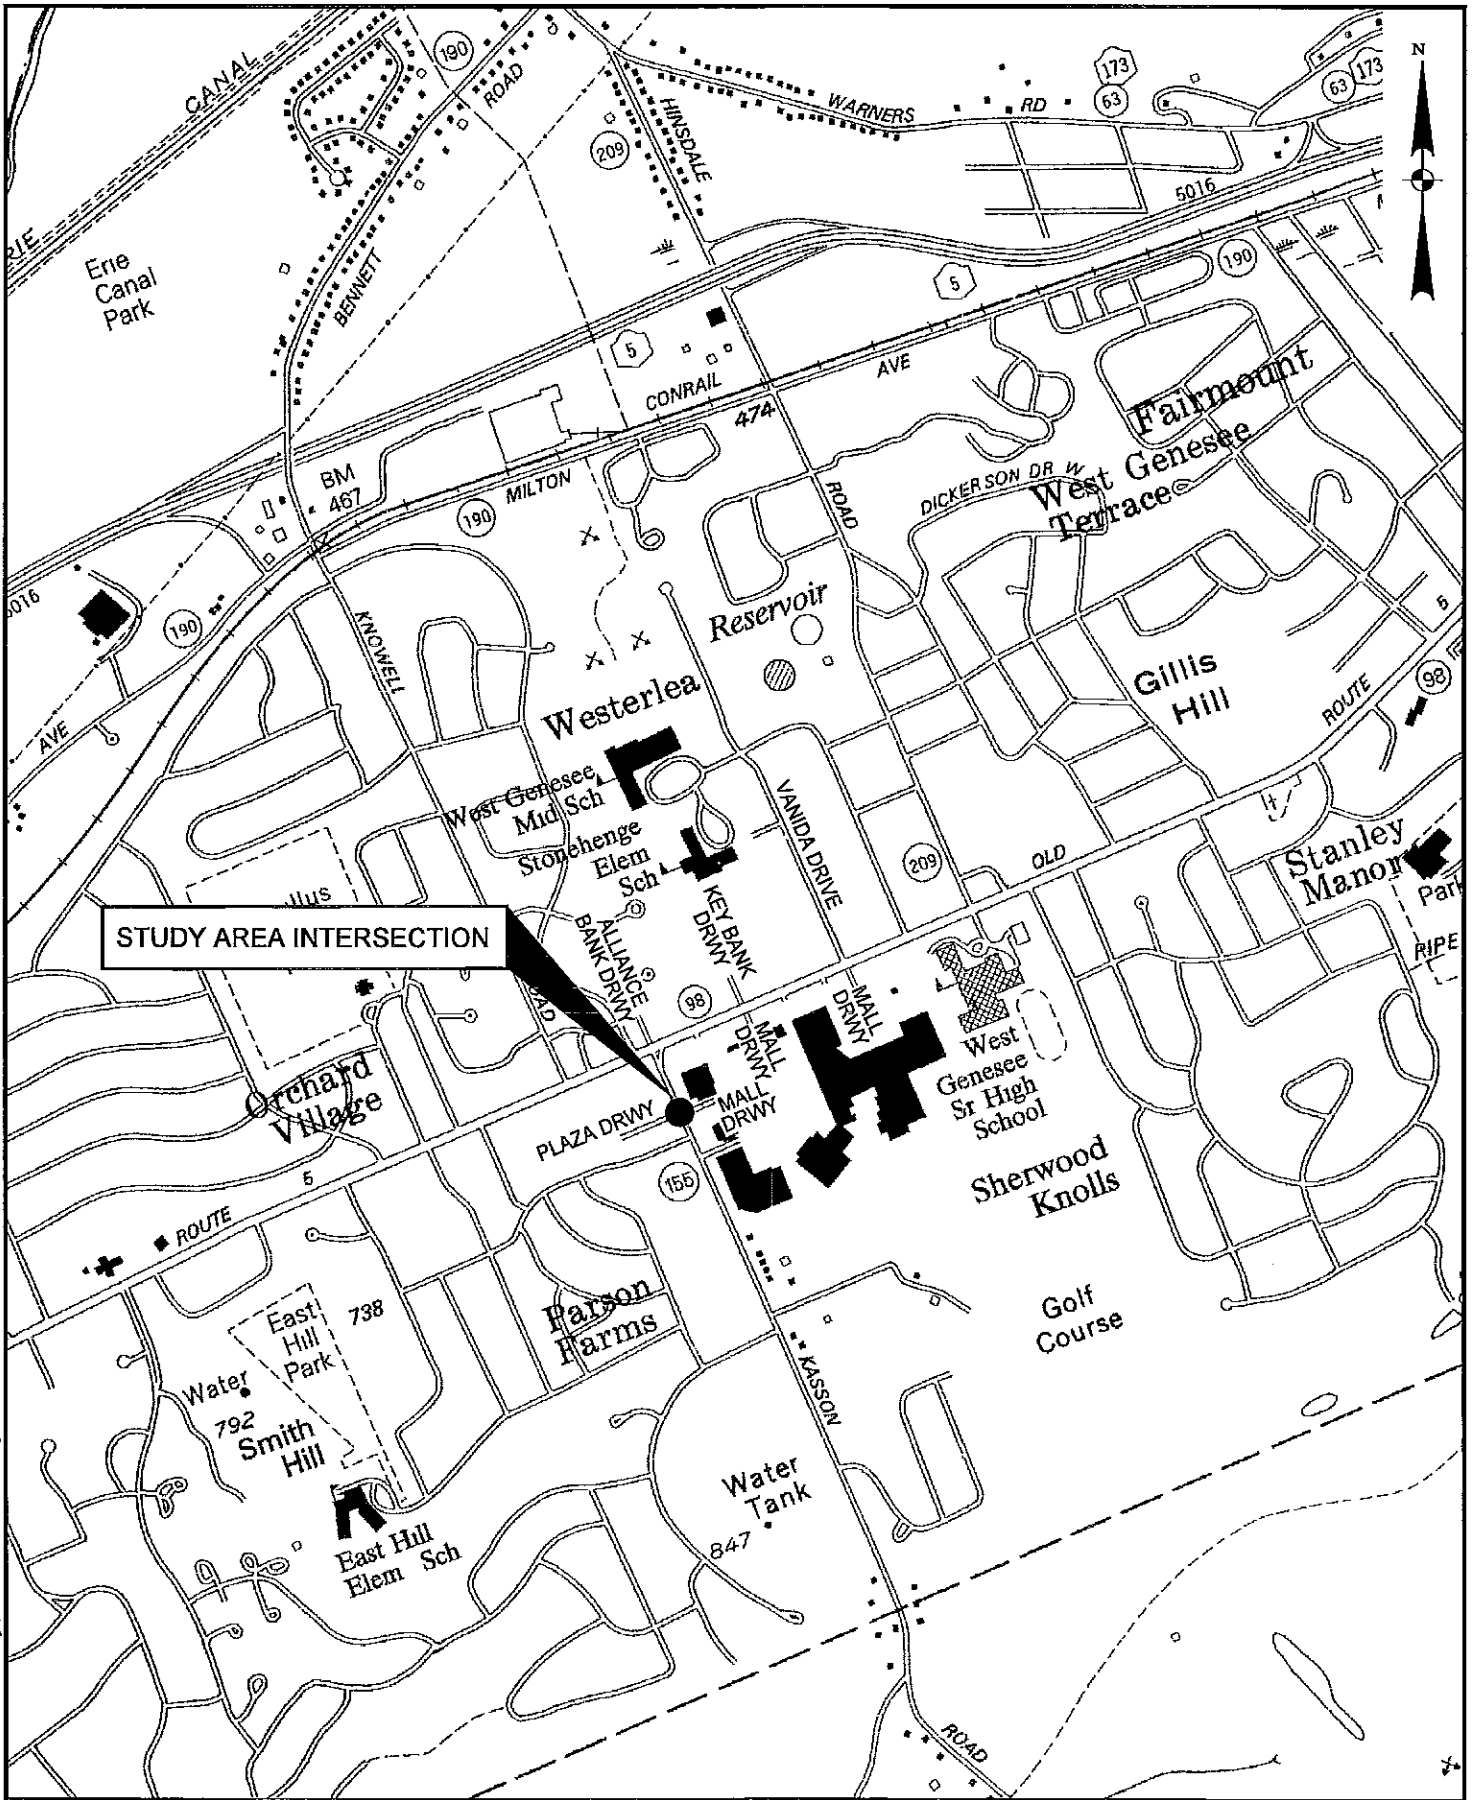 CANAL
190
ROAD
HINSDALE
209
WARNERS
RD
173
63
63
173
N
5016
RIE
Erie
Canal
Park
BENNETT
5
190
5
CONRAIL
AVE
474
Fairmount
West Genesee
Terrace
DICKERSON DR W
BM
467
MILTON
190
ROAD
5016
190
KNOWELL
Reservoir
Westerlea
Gillis
Hill
5
98
ROUTE
AVE
West Genesee
Mid Sch
Stonehenge
Elem
Sch
VANIDA DRIVE
209
OLD
Stanley
Manor
Park
RIPE
llus
STUDY AREA INTERSECTION
ALLIANCE
BANK DRWY
KEY BANK
DRWY
OAD
98
MALL
DRWY
MALL
DRWY
MALL
DRWY
West
Genesee
Sr High
School
Orchard
Village
PLAZA DRWY
155
Sherwood
Knolls
5
ROUTE
East
Hill
Park
738
Parson
Farms
Golf
Course
Water
792
Smith
Hill
KASSON
Water
Tank
847
East Hill
Elem Sch
ROAD